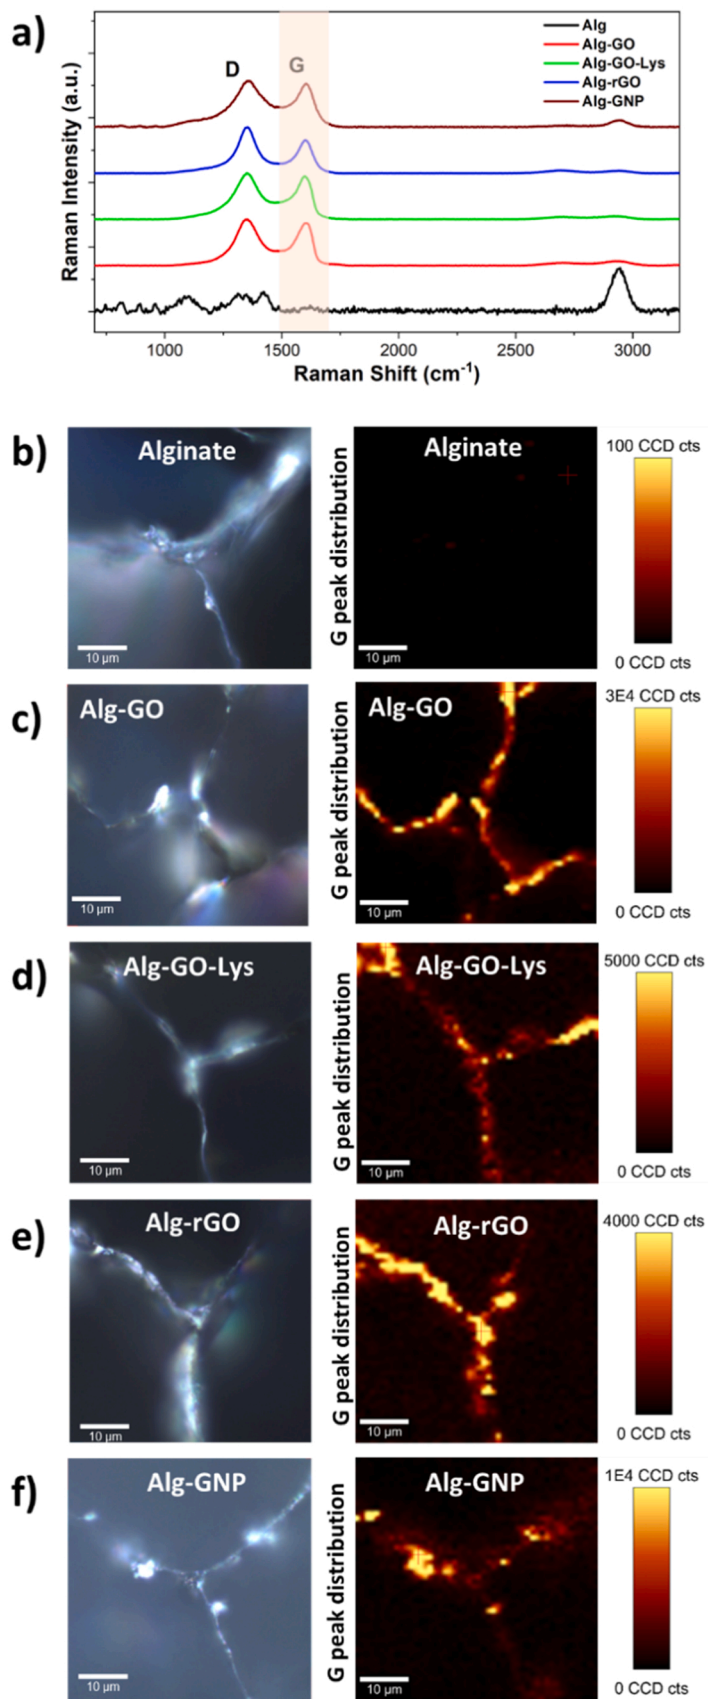 a)
Alg
Alg-GO
Alg-GO-Lys
Alg-rGO
Alg-GNP
D
G
Raman Intensity (a.u.)
1000
1500
2000
2500
3000
Raman Shift (cm⁻¹)
b)
Alginate
10 µm
G peak distribution
Alginate
10 µm
100 CCD cts
0 CCD cts
c)
Alg-GO
10 µm
G peak distribution
Alg-GO
10 µm
3E4 CCD cts
0 CCD cts
d)
Alg-GO-Lys
10 µm
G peak distribution
Alg-GO-Lys
10 µm
5000 CCD cts
0 CCD cts
e)
Alg-rGO
10 µm
G peak distribution
Alg-rGO
10 µm
4000 CCD cts
0 CCD cts
f)
Alg-GNP
10 µm
G peak distribution
Alg-GNP
10 µm
1E4 CCD cts
0 CCD cts